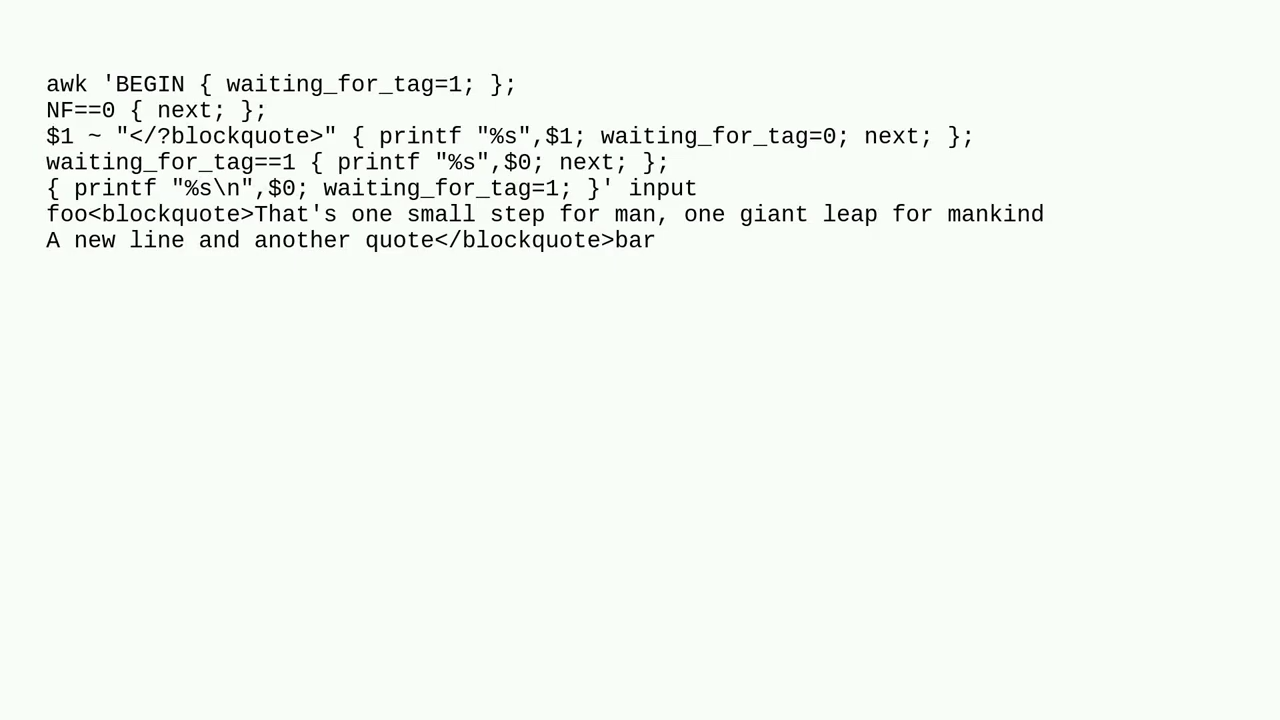 awk 'BEGIN { waiting_for_tag=1; };
NF==0 { next; };
$1 ~ "</?blockquote>" { printf "%s",$1; waiting_for_tag=0; next; };
waiting_for_tag==1 { printf "%s",$0; next; };
{ printf "%s\n",$0; waiting_for_tag=1; }' input
foo<blockquote>That's one small step for man, one giant leap for mankind
A new line and another quote</blockquote>bar